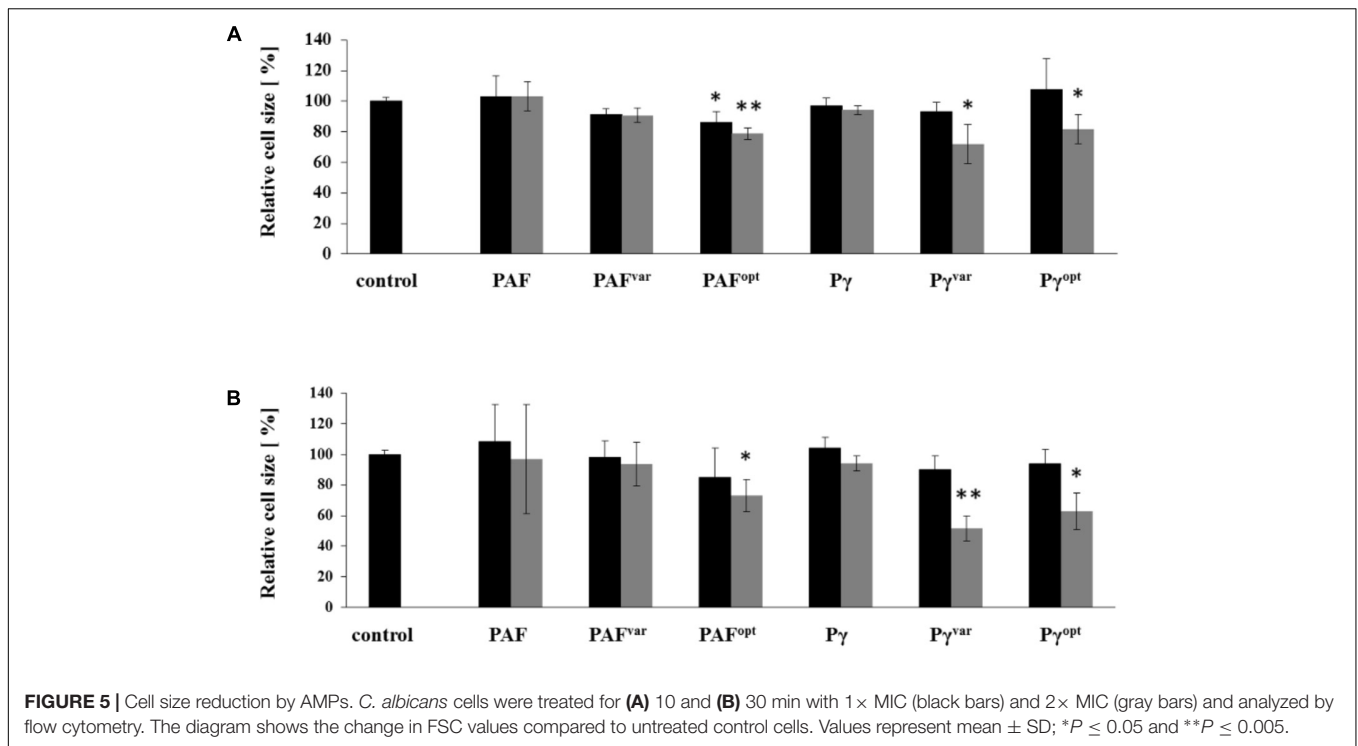 A
Relative cell size [ %]
140
120
100
80
60
40
20
0
* ** * *
control PAF PAFᵛᵃʳ PAFᵒᵖᵗ Pγ Pγᵛᵃʳ Pγᵒᵖᵗ
B
Relative cell size [ %]
140
120
100
80
60
40
20
0
* ** *
control PAF PAFᵛᵃʳ PAFᵒᵖᵗ Pγ Pγᵛᵃʳ Pγᵒᵖᵗ
FIGURE 5 | Cell size reduction by AMPs. C. albicans cells were treated for (A) 10 and (B) 30 min with 1× MIC (black bars) and 2× MIC (gray bars) and analyzed by
flow cytometry. The diagram shows the change in FSC values compared to untreated control cells. Values represent mean ± SD; *P ≤ 0.05 and **P ≤ 0.005.